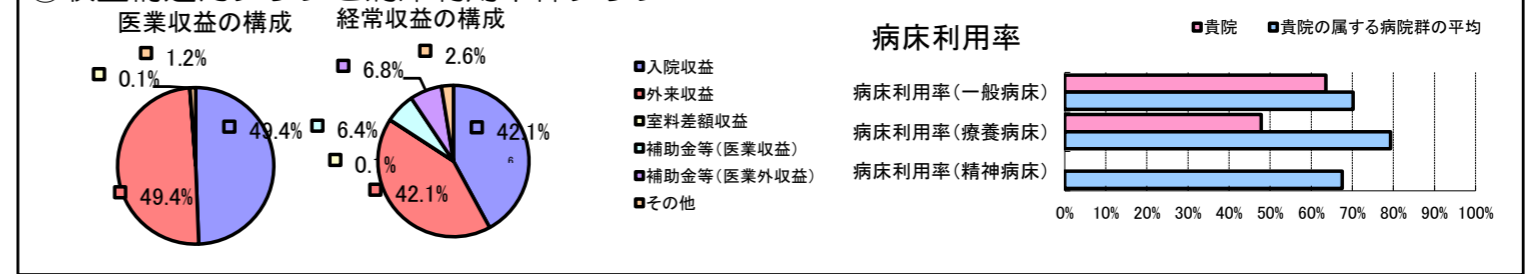 医業収益の構成
1.2%
0.1%
49.4%
49.4%
経常収益の構成
2.6%
6.8%
6.4%
0.1%
42.1%
42.1%
入院収益
外来収益
室料差額収益
補助金等(医業収益)
補助金等(医業外収益)
その他
病床利用率
貴院 貴院の属する病院群の平均
病床利用率(一般病床)
病床利用率(療養病床)
病床利用率(精神病床)
0% 10% 20% 30% 40% 50% 60% 70% 80% 90% 100%